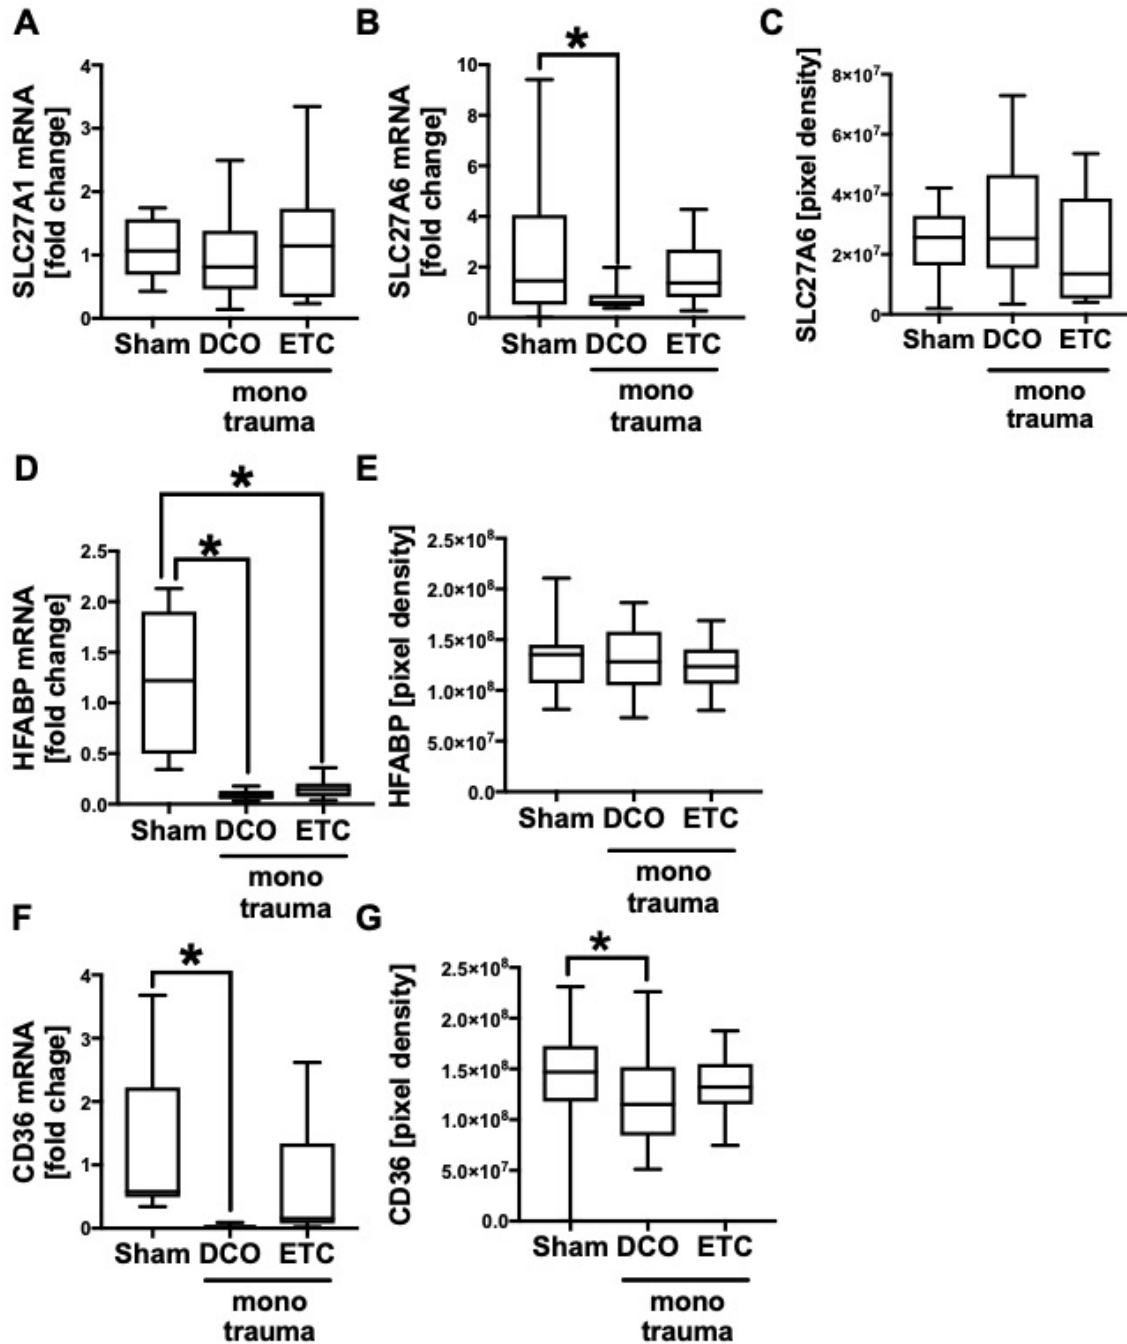 A
SLC27A1 mRNA
[fold change]
4
3
2
1
0
Sham DCO ETC
mono
trauma
B
SLC27A6 mRNA
[fold change]
*
10
8
6
4
2
0
Sham DCO ETC
mono
trauma
C
SLC27A6 [pixel density]
8×10⁷
6×10⁷
4×10⁷
2×10⁷
0
Sham DCO ETC
mono
trauma
D
HFABP mRNA
[fold change]
*
*
2.5
2.0
1.5
1.0
0.5
0.0
Sham DCO ETC
mono
trauma
E
HFABP [pixel density]
2.5×10⁸
2.0×10⁸
1.5×10⁸
1.0×10⁸
5.0×10⁷
0.0
Sham DCO ETC
mono
trauma
F
CD36 mRNA
[fold chage]
*
4
3
2
1
0
Sham DCO ETC
mono
trauma
G
CD36 [pixel density]
*
2.5×10⁸
2.0×10⁸
1.5×10⁸
1.0×10⁸
5.0×10⁷
0.0
Sham DCO ETC
mono
trauma